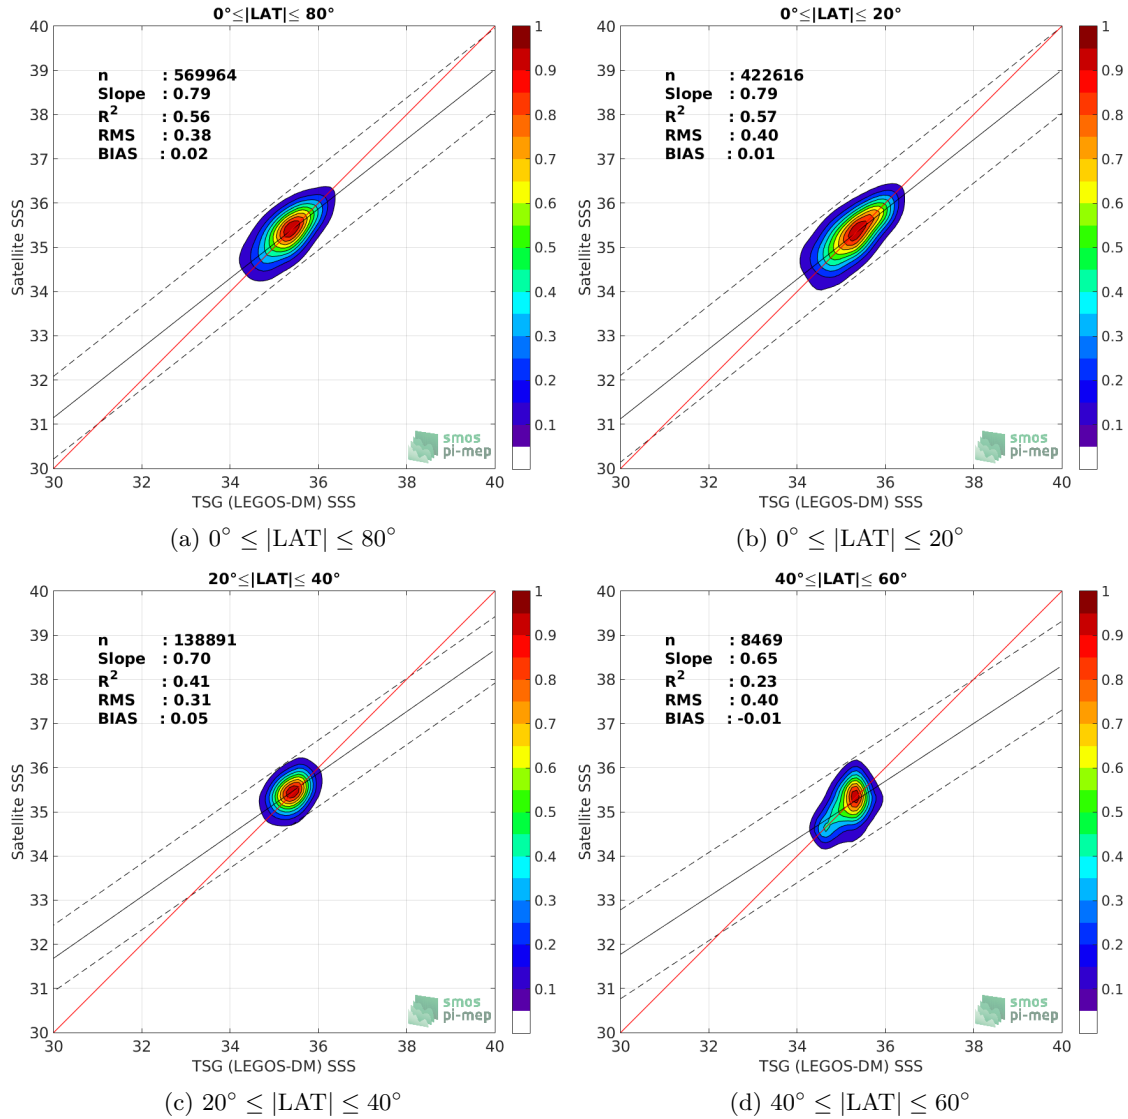 0°≤|LAT|≤ 80°
n : 569964
Slope : 0.79
R² : 0.56
RMS : 0.38
BIAS : 0.02
40
39
38
37
36
35
34
33
32
31
30
Satellite SSS
30 32 34 36 38 40
TSG (LEGOS-DM) SSS
1
0.9
0.8
0.7
0.6
0.5
0.4
0.3
0.2
0.1
smos
pi-mep
(a) 0° ≤ |LAT| ≤ 80°
0°≤|LAT|≤ 20°
n : 422616
Slope : 0.79
R² : 0.57
RMS : 0.40
BIAS : 0.01
40
39
38
37
36
35
34
33
32
31
30
Satellite SSS
30 32 34 36 38 40
TSG (LEGOS-DM) SSS
1
0.9
0.8
0.7
0.6
0.5
0.4
0.3
0.2
0.1
smos
pi-mep
(b) 0° ≤ |LAT| ≤ 20°
20°≤|LAT|≤ 40°
n : 138891
Slope : 0.70
R² : 0.41
RMS : 0.31
BIAS : 0.05
40
39
38
37
36
35
34
33
32
31
30
Satellite SSS
30 32 34 36 38 40
TSG (LEGOS-DM) SSS
1
0.9
0.8
0.7
0.6
0.5
0.4
0.3
0.2
0.1
smos
pi-mep
(c) 20° ≤ |LAT| ≤ 40°
40°≤|LAT|≤ 60°
n : 8469
Slope : 0.65
R² : 0.23
RMS : 0.40
BIAS : -0.01
40
39
38
37
36
35
34
33
32
31
30
Satellite SSS
30 32 34 36 38 40
TSG (LEGOS-DM) SSS
1
0.9
0.8
0.7
0.6
0.5
0.4
0.3
0.2
0.1
smos
pi-mep
(d) 40° ≤ |LAT| ≤ 60°